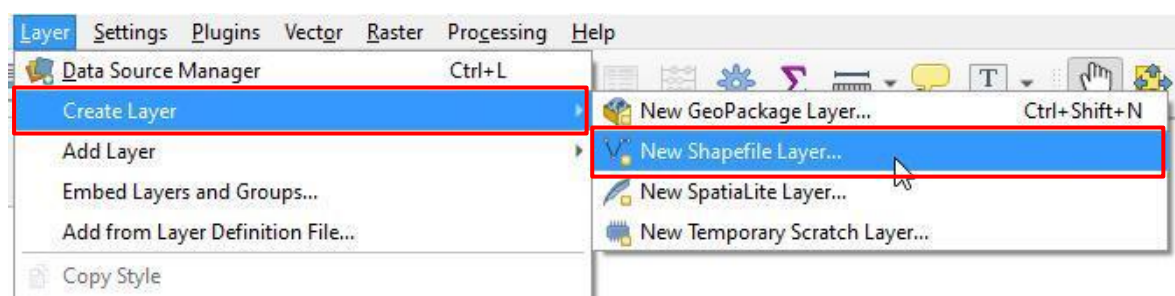 Layer Settings Plugins Vector Raster Processing Help
Data Source Manager Ctrl+L
T
Create Layer
New GeoPackage Layer... Ctrl+Shift+N
Add Layer
New Shapefile Layer...
Embed Layers and Groups...
New SpatiaLite Layer...
Add from Layer Definition File...
New Temporary Scratch Layer...
Copy Style